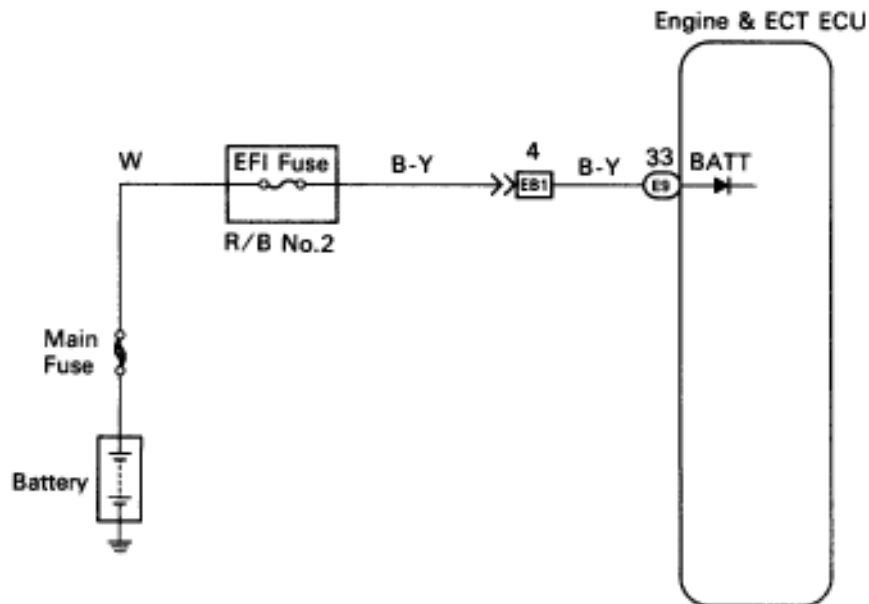 Engine & ECT ECU
W
EFI Fuse
B-Y
4
EB1
B-Y
33
E9
BATT
R/B No.2
Main
Fuse
Battery